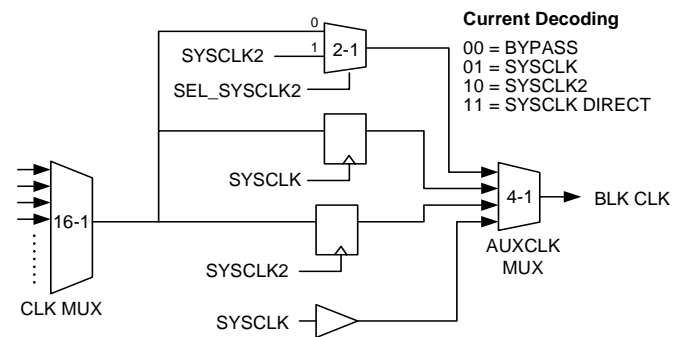 Current Decoding
00 = BYPASS
01 = SYSCLK
10 = SYSCLK2
11 = SYSCLK DIRECT
0
1
2-1
SYSCLK2
SEL_SYSCLK2
SYSCLK
16-1
4-1
BLK CLK
AUXCLK
MUX
SYSCLK2
CLK MUX
SYSCLK